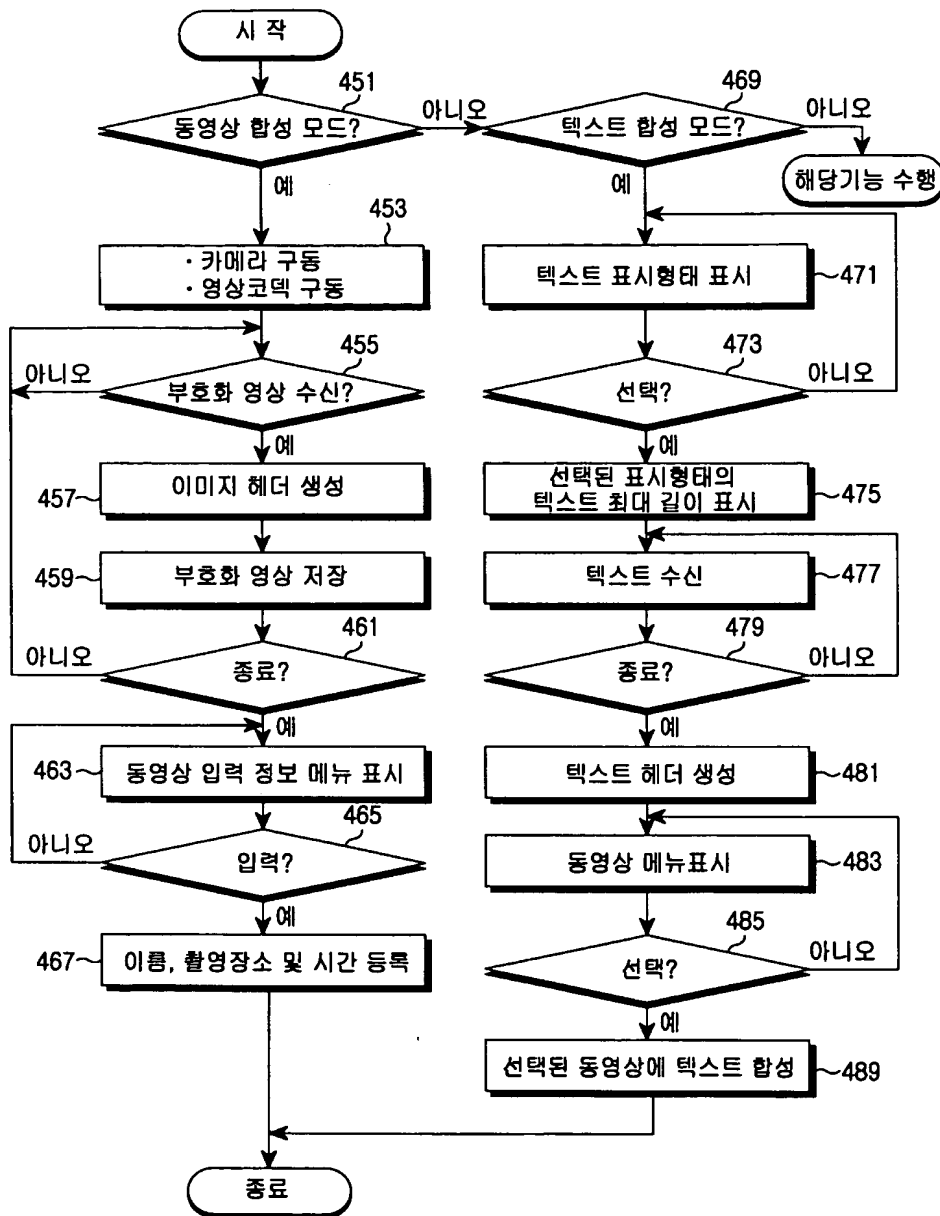 시 작
451
동영상 합성 모드?
아니오
예
469
텍스트 합성 모드?
아니오
예
해당기능 수행
453
· 카메라 구동
· 영상코덱 구동
455
부호화 영상 수신?
아니오
예
457
이미지 헤더 생성
459
부호화 영상 저장
461
종료?
아니오
예
463
동영상 입력 정보 메뉴 표시
465
입력?
아니오
예
467
이름, 촬영장소 및 시간 등록
텍스트 표시형태 표시
471
473
선택?
아니오
예
선택된 표시형태의
텍스트 최대 길이 표시
475
텍스트 수신
477
479
종료?
아니오
예
텍스트 헤더 생성
481
동영상 메뉴표시
483
485
선택?
아니오
예
선택된 동영상에 텍스트 합성
489
종료